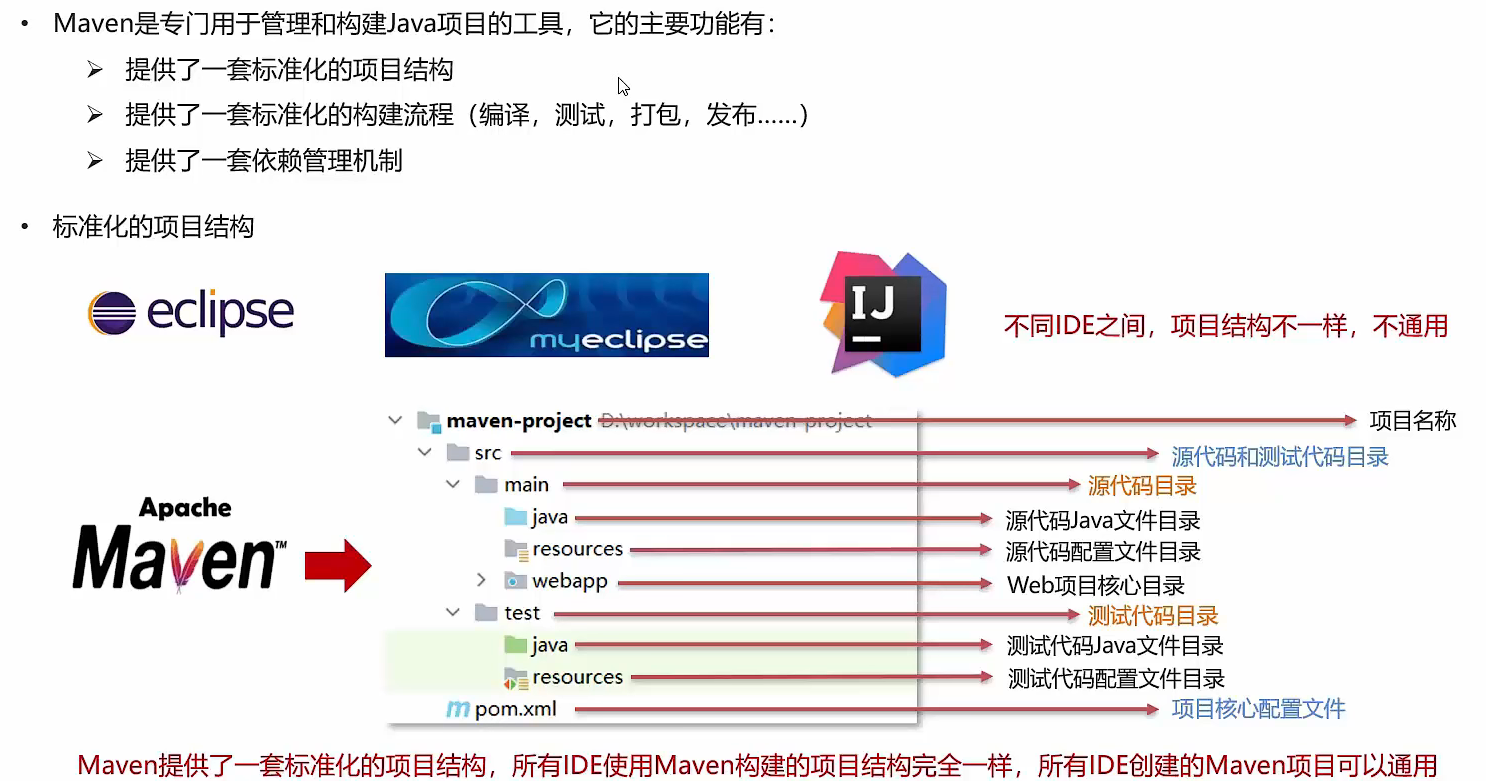 • Maven是专门用于管理和构建Java项目的工具，它的主要功能有：
➢ 提供了一套标准化的项目结构
➢ 提供了一套标准化的构建流程（编译，测试，打包，发布……）
➢ 提供了一套依赖管理机制
• 标准化的项目结构
eclipse
myeclipse
IJ
不同IDE之间，项目结构不一样，不通用
maven-project D:\workspace\maven-project 项目名称
src 源代码和测试代码目录
main 源代码目录
java 源代码Java文件目录
resources 源代码配置文件目录
webapp Web项目核心目录
test 测试代码目录
java 测试代码Java文件目录
resources 测试代码配置文件目录
pom.xml 项目核心配置文件
Apache
Maven™
Maven提供了一套标准化的项目结构，所有IDE使用Maven构建的项目结构完全一样，所有IDE创建的Maven项目可以通用